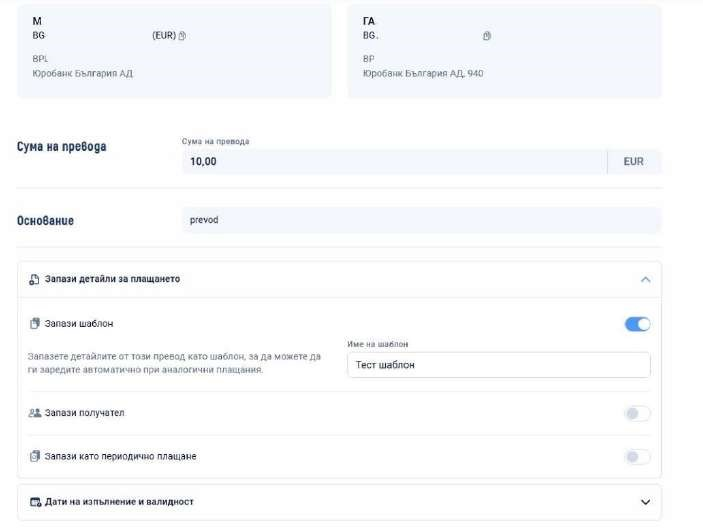 М
BG (EUR)
BPL
Юробанк България АД
ГА
BG.
BP
Юробанк България АД, 940
Сума на превода
Сума на превода
10,00 EUR
Основание
prevod
Запази детайли за плащането
Запази шаблон
Запазете детайлите от този превод като шаблон, за да можете да
ги заредите автоматично при аналогични плащания.
Име на шаблон
Тест шаблон
Запази получател
Запази като периодично плащане
Дати на изпълнение и валидност